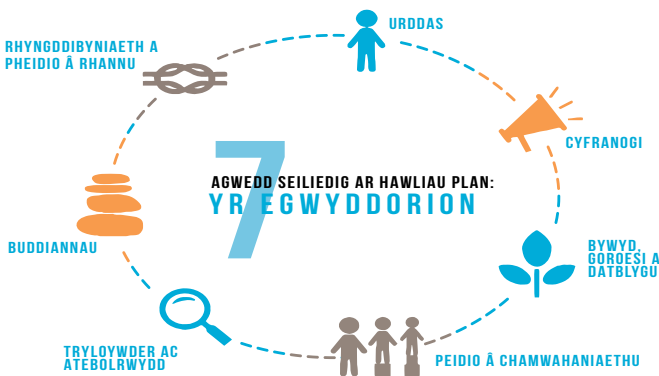 URDDAS
CYFRANOGI
BYWYD,
GOROESI A
DATBLYGU
PEIDIO Â CHAMWAHANIAETHU
TRYLOYWDER AC
ATEBOLRWYDD
BUDDIANNAU
RHYNGDDIBYNIAETH A
PHEIDIO Â RHANNU
7
AGWEDD SEILIEDIG AR HAWLIAU PLAN:
YR EGWYDDORION